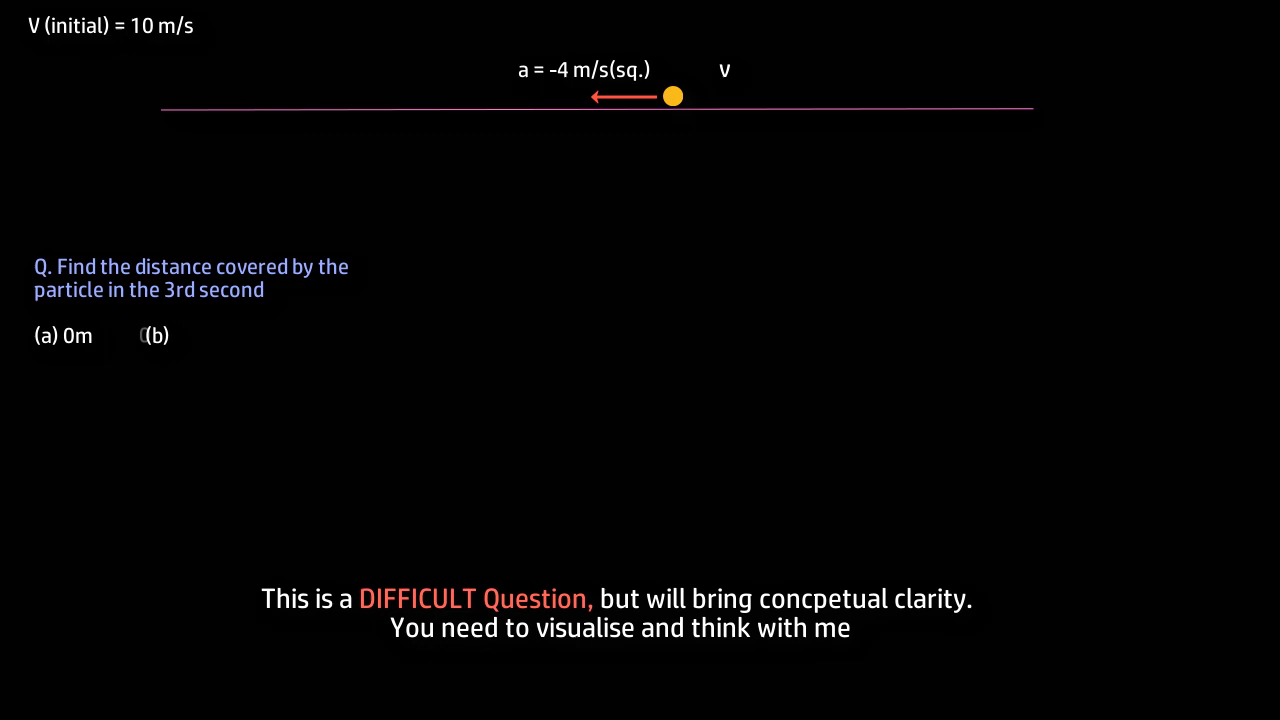 V (initial) = 10 m/s
a = -4 m/s(sq.) v
Q. Find the distance covered by the
particle in the 3rd second
(a) 0m (b)
This is a DIFFICULT Question, but will bring concpetual clarity.
You need to visualise and think with me